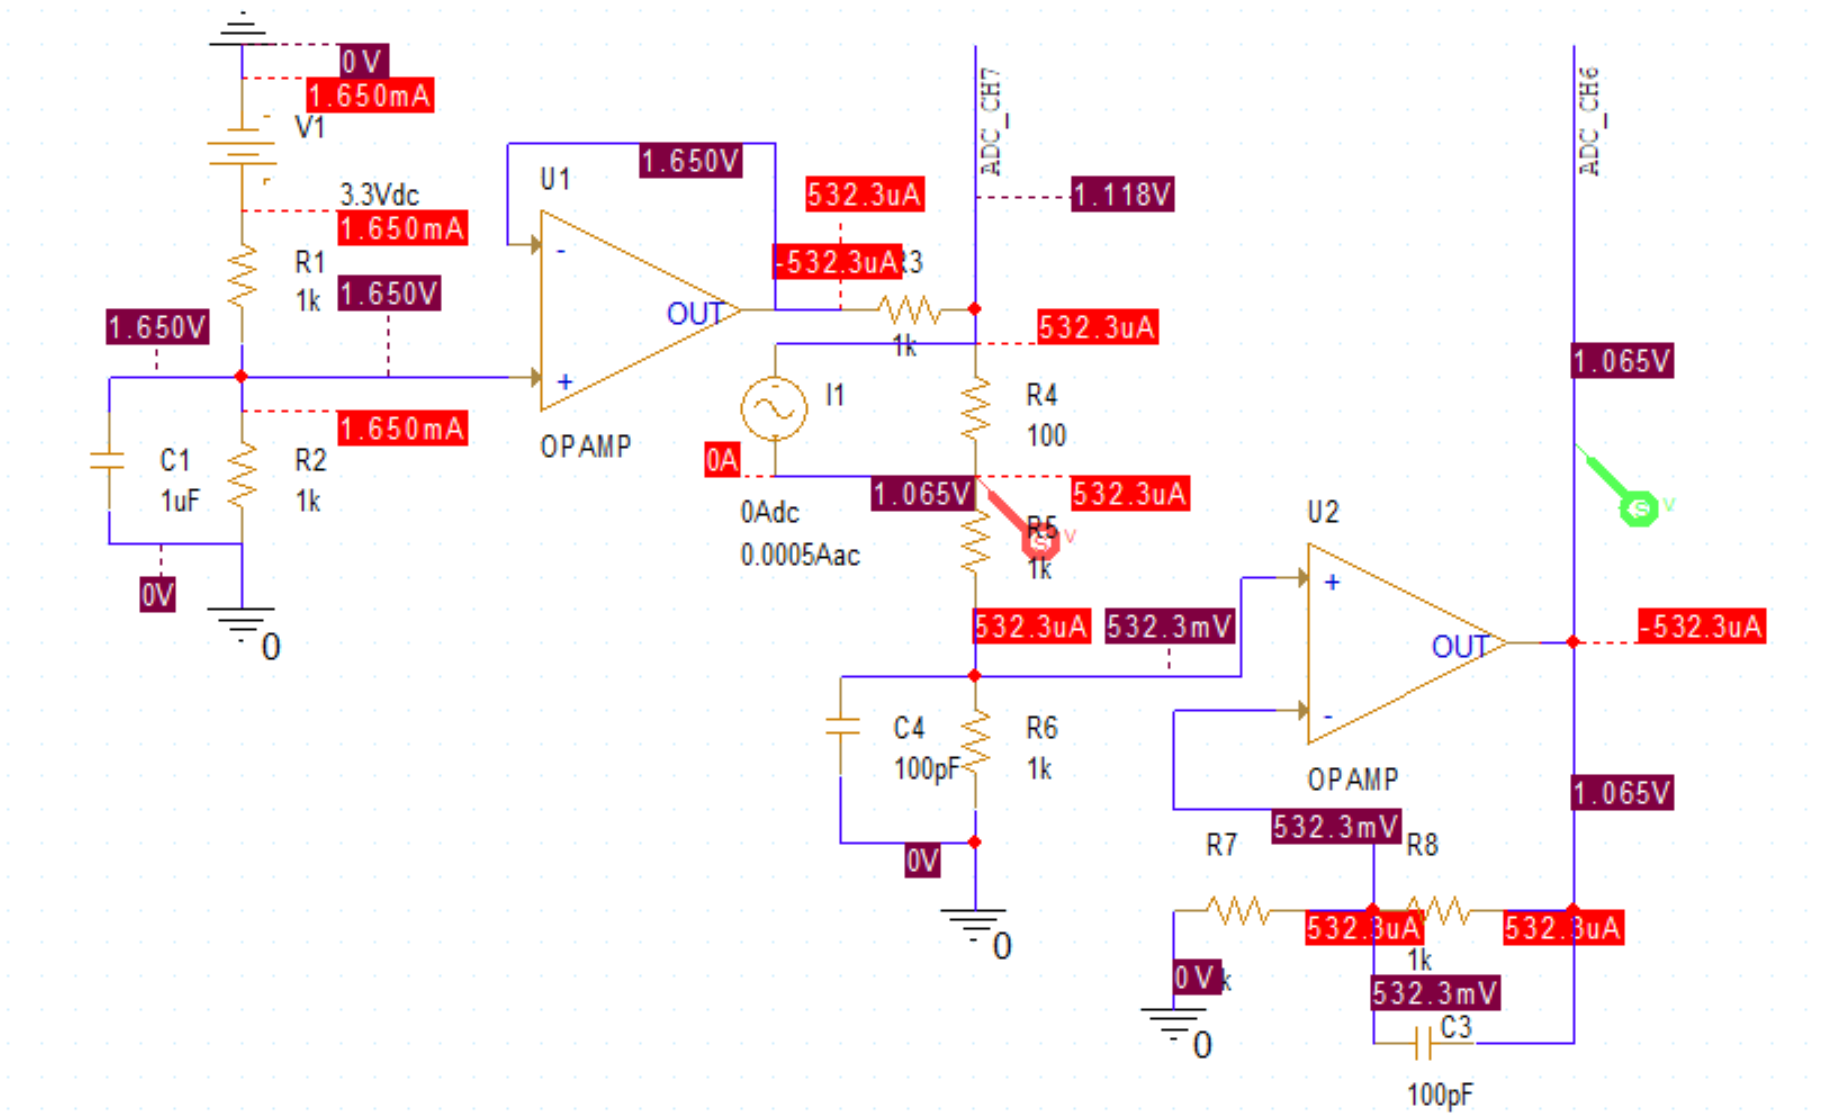 0V
1.650mA
V1
3.3Vdc
1.650mA
R1
1k
1.650V
1.650V
1.650mA
C1
1uF
R2
1k
0V
0
1.650V
U1
-
+
OUT
OPAMP
532.3uA
-532.3uA
1k
ADC_CH7
1.118V
532.3uA
I1
-
0A
0Adc
0.0005Aac
R4
100
1.065V
532.3uA
R5
1k
V
532.3uA
532.3mV
C4
100pF
R6
1k
0V
0
U2
+
-
OUT
OPAMP
ADC_CH6
1.065V
V
-532.3uA
1.065V
532.3mV
R7
R8
532.3uA
532.3uA
1k
0V
0
532.3mV
C3
100pF